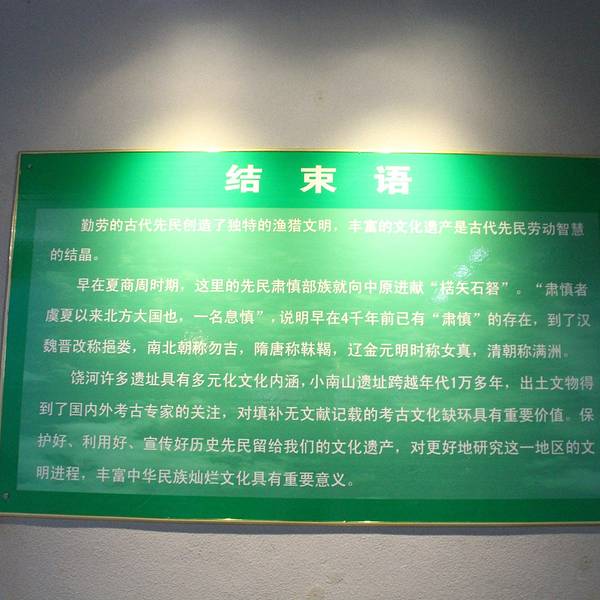 结束语
勤劳的古代先民创造了独特的渔猎文明，丰富的文化遗产是古代先民劳动智慧
的结晶。
早在夏商周时期，这里的先民肃慎部族就向中原进献“楛矢石砮”。“肃慎者
虞夏以来北方大国也，一名息慎”，说明早在4千年前已有“肃慎”的存在，到了汉
魏晋改称挹娄，南北朝称勿吉，隋唐称靺鞨，辽金元明时称女真，清朝称满洲。
饶河许多遗址具有多元化文化内涵，小南山遗址跨越年代1万多年，出土文物得
到了国内外考古专家的关注，对填补无文献记载的考古文化缺环具有重要价值。保
护好、利用好、宣传好历史先民留给我们的文化遗产，对更好地研究这一地区的文
明进程，丰富中华民族灿烂文化具有重要意义。